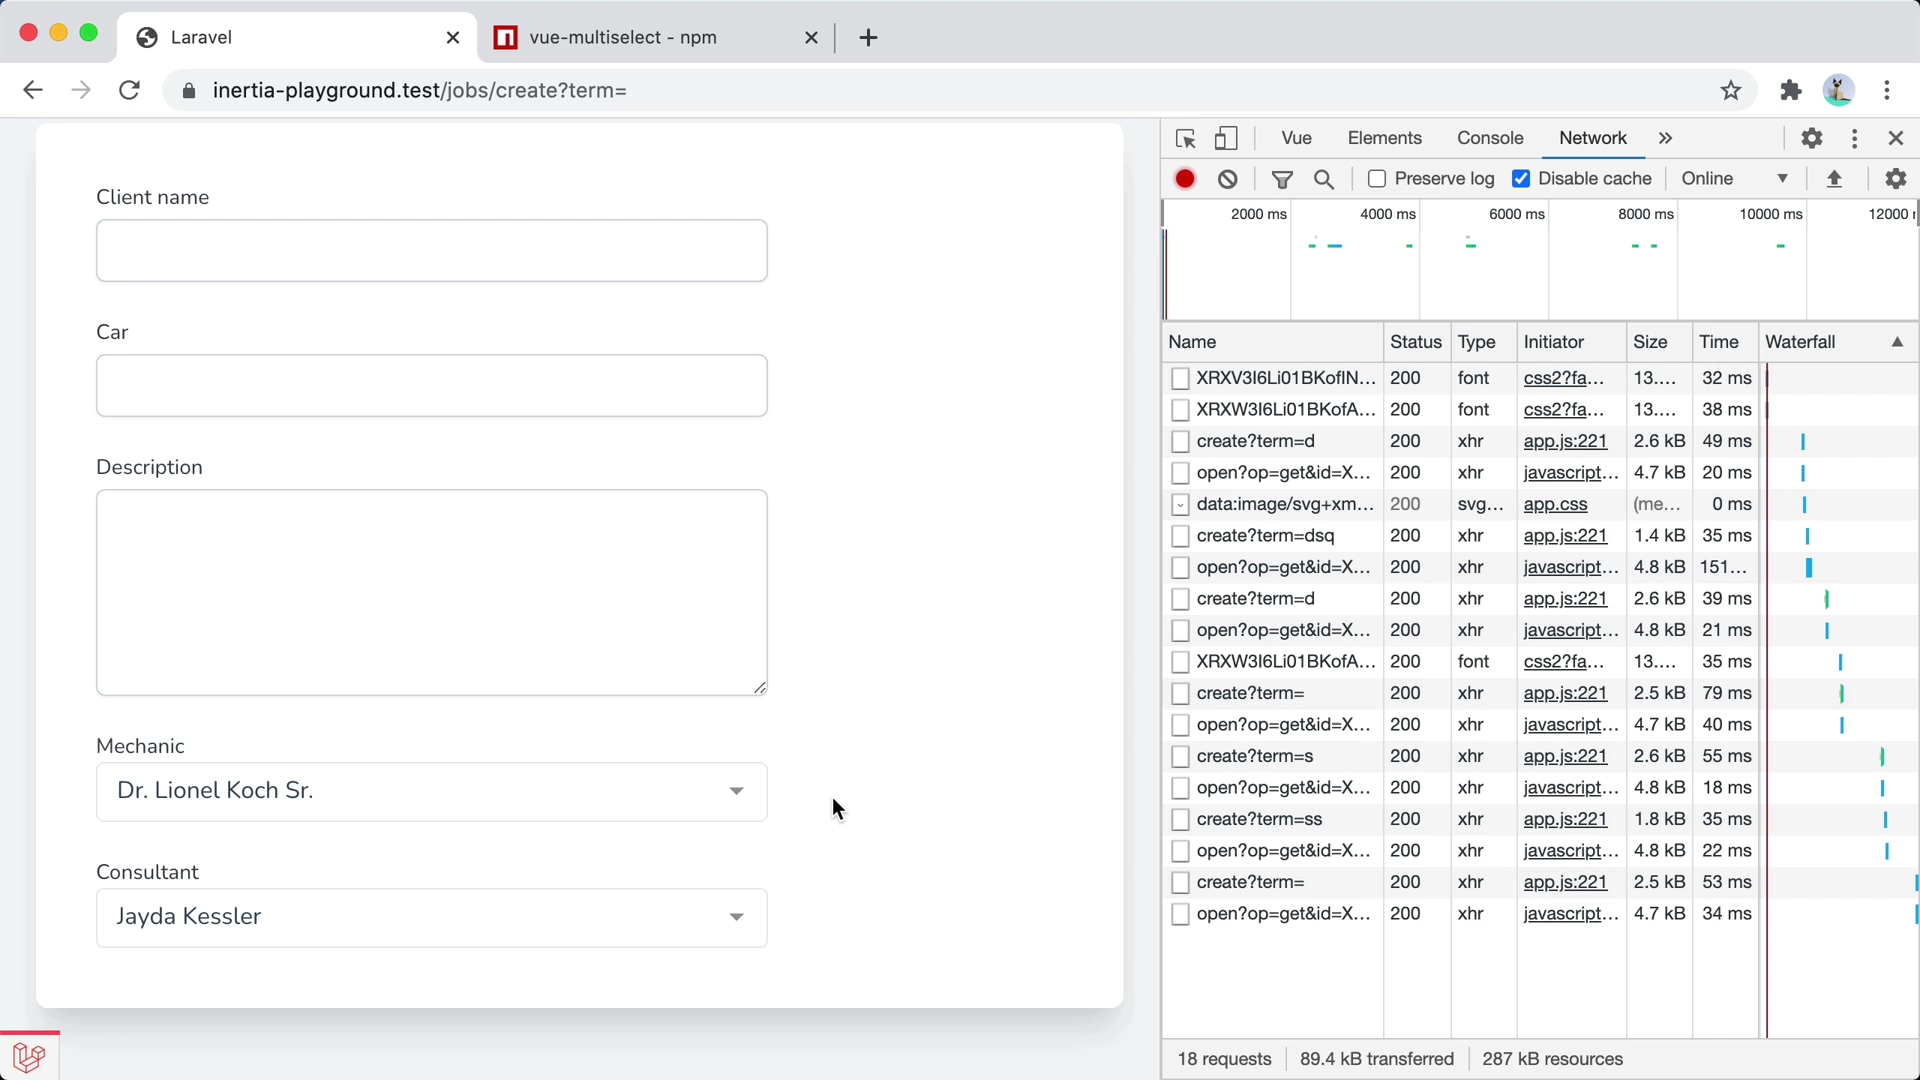 Laravel
vue-multiselect - npm
inertia-playground.test/jobs/create?term=
Client name
Car
Description
Mechanic
Dr. Lionel Koch Sr.
Consultant
Jayda Kessler
Vue Elements Console Network
Preserve log Disable cache Online
2000 ms 4000 ms 6000 ms 8000 ms 10000 ms 12000
Name Status Type Initiator Size Time Waterfall
XRXV3I6Li01BKofIN... 200 font css2?fa... 13.... 32 ms
XRXW3I6Li01BKofA... 200 font css2?fa... 13.... 38 ms
create?term=d 200 xhr app.js:221 2.6 kB 49 ms
open?op=get&id=X... 200 xhr javascript... 4.7 kB 20 ms
data:image/svg+xm... 200 svg... app.css (me... 0 ms
create?term=dsq 200 xhr app.js:221 1.4 kB 35 ms
open?op=get&id=X... 200 xhr javascript... 4.8 kB 151...
create?term=d 200 xhr app.js:221 2.6 kB 39 ms
open?op=get&id=X... 200 xhr javascript... 4.8 kB 21 ms
XRXW3I6Li01BKofA... 200 font css2?fa... 13.... 35 ms
create?term= 200 xhr app.js:221 2.5 kB 79 ms
open?op=get&id=X... 200 xhr javascript... 4.7 kB 40 ms
create?term=s 200 xhr app.js:221 2.6 kB 55 ms
open?op=get&id=X... 200 xhr javascript... 4.8 kB 18 ms
create?term=ss 200 xhr app.js:221 1.8 kB 35 ms
open?op=get&id=X... 200 xhr javascript... 4.8 kB 22 ms
create?term= 200 xhr app.js:221 2.5 kB 53 ms
open?op=get&id=X... 200 xhr javascript... 4.7 kB 34 ms
18 requests 89.4 kB transferred 287 kB resources